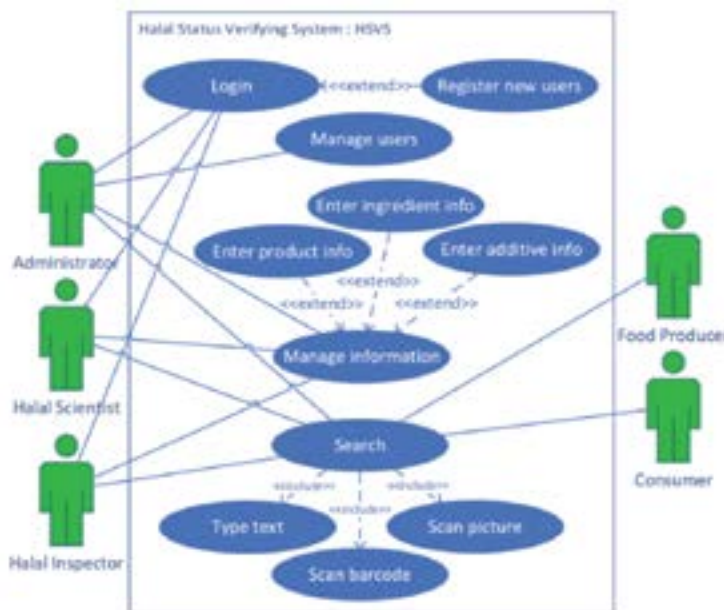 Halal Status Verifying System : HSVS
Login
<<extend>>
Register new users
Manage users
Enter ingredient info
Enter product info
Enter additive info
<<extend>>
<<extend>>
<<extend>>
Administrator
Food Producer
Manage information
Halal Scientist
Search
Consumer
<<include>>
<<include>>
<<include>>
Type text
Scan picture
Halal Inspector
Scan barcode